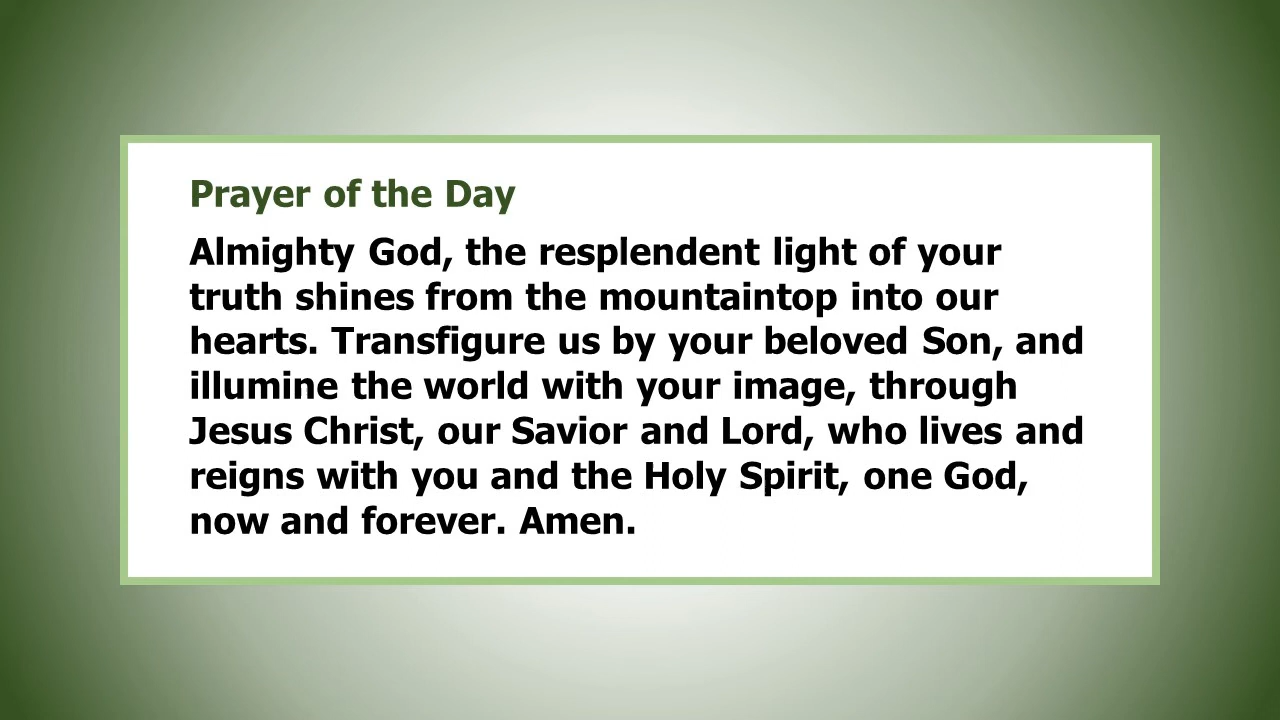 Prayer of the Day
Almighty God, the resplendent light of your
truth shines from the mountaintop into our
hearts. Transfigure us by your beloved Son, and
illumine the world with your image, through
Jesus Christ, our Savior and Lord, who lives and
reigns with you and the Holy Spirit, one God,
now and forever. Amen.